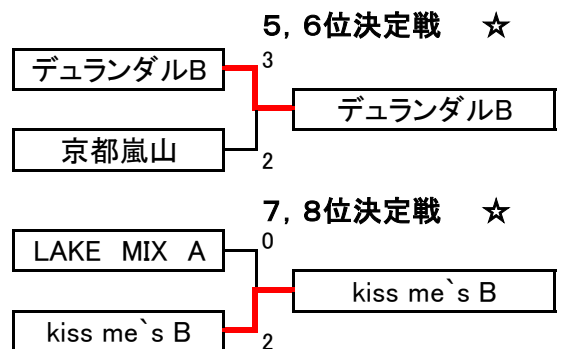 5,6位決定戦　☆
デュランダルB
3
デュランダルB
京都嵐山
2
7,8位決定戦　☆
LAKE　MIX　A
0
kiss me`s B
kiss me`s B
2